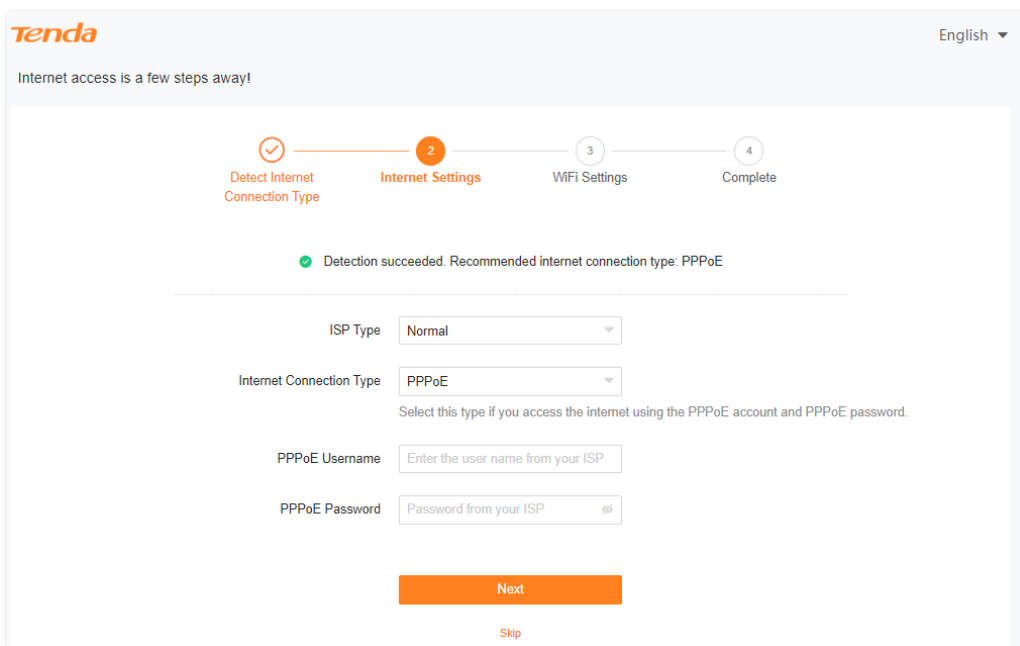 Tenda
English
Internet access is a few steps away!
2
3
4
Detect Internet
Connection Type
Internet Settings
WiFi Settings
Complete
Detection succeeded. Recommended internet connection type: PPPoE
ISP Type
Normal
Internet Connection Type
PPPoE
Select this type if you access the internet using the PPPoE account and PPPoE password.
PPPoE Username
Enter the user name from your ISP
PPPoE Password
Password from your ISP
Next
Skip